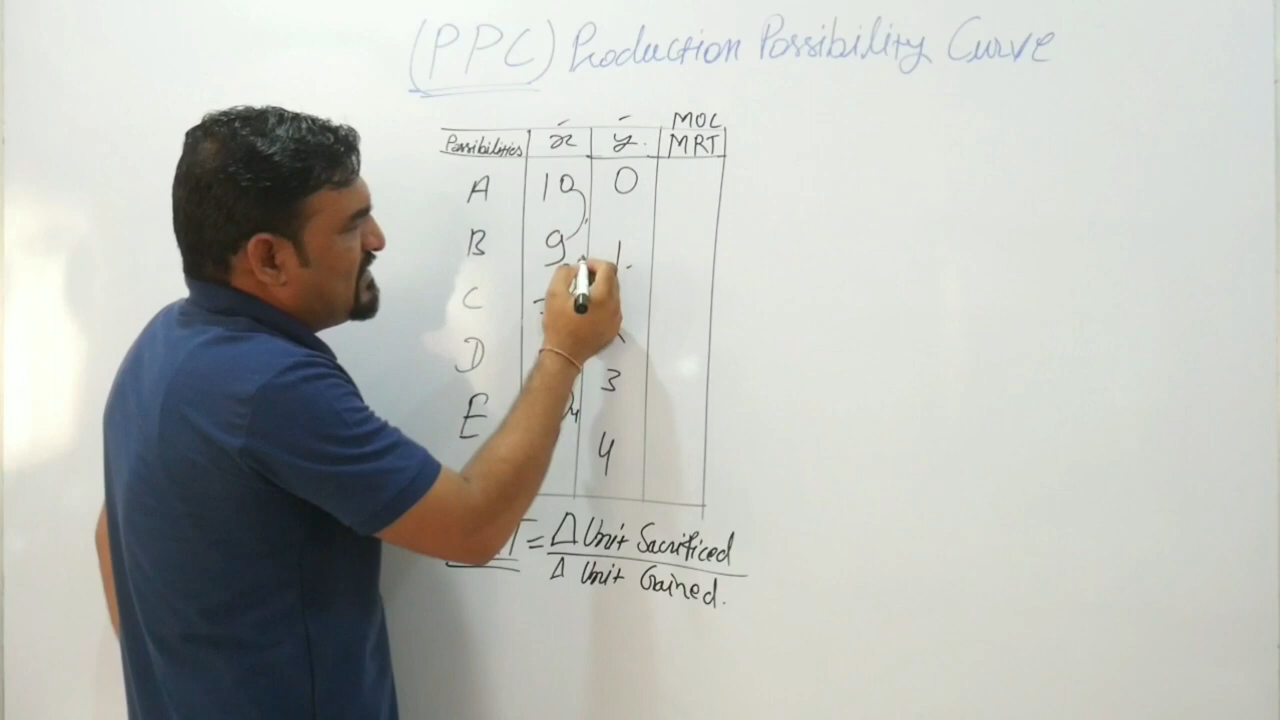 (PPC) Production Possibility Curve
MOC
Possibilities x y. MRT
A 10 0
B 9 1.
C
D 3
E 4
= Δ Unit Sacrificed
Δ Unit Gained.